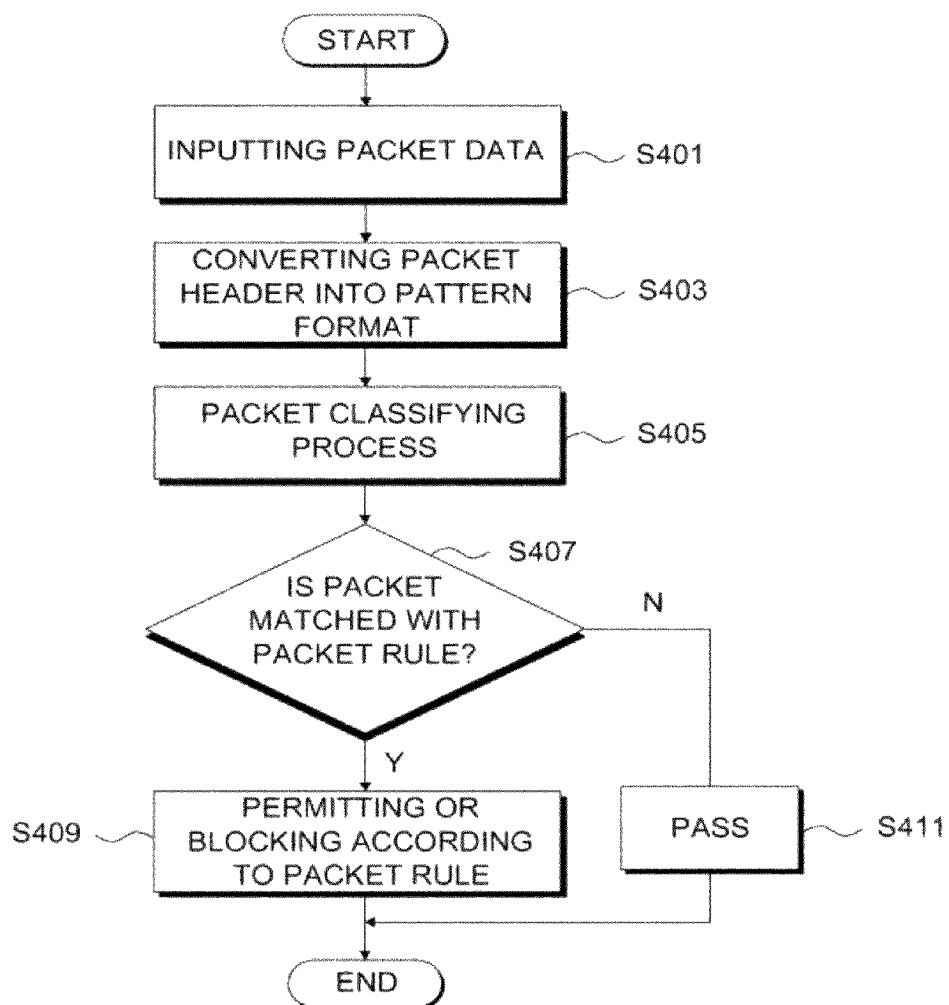 START
INPUTTING PACKET DATA
S401
CONVERTING PACKET
HEADER INTO PATTERN
FORMAT
S403
PACKET CLASSIFYING
PROCESS
S405
S407
IS PACKET
MATCHED WITH
PACKET RULE?
N
Y
S409
PERMITTING OR
BLOCKING ACCORDING
TO PACKET RULE
PASS
S411
END